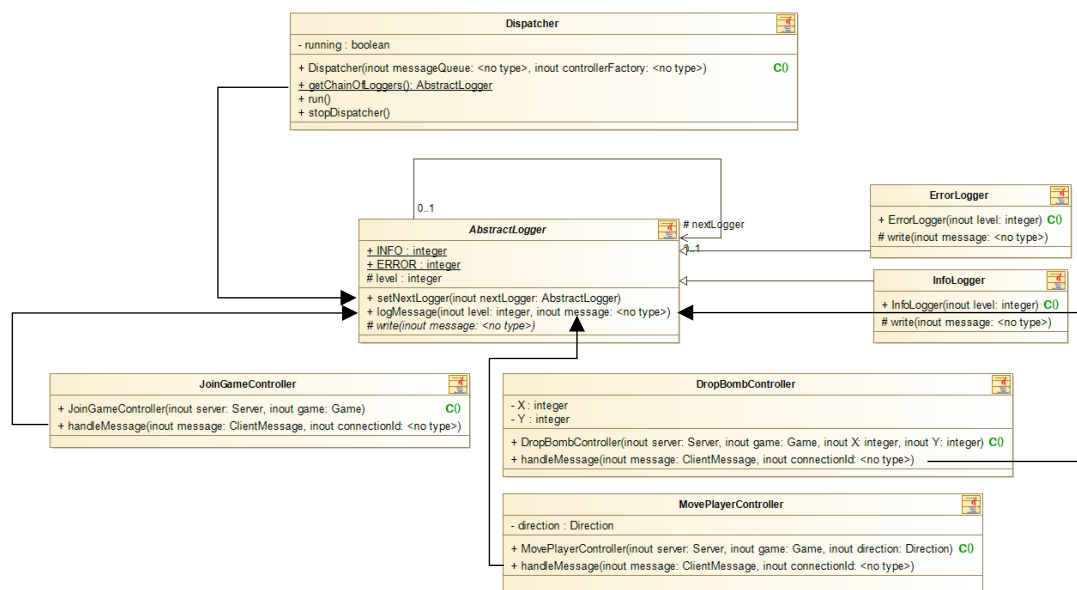 Dispatcher
- running : boolean
+ Dispatcher(inout messageQueue: <no type>, inout controllerFactory: <no type>) C()
+ getChainOfLoggers(): AbstractLogger
+ run()
+ stopDispatcher()
0..1
# nextLogger
0..1
AbstractLogger
+ INFO : integer
+ ERROR : integer
# level : integer
+ setNextLogger(inout nextLogger: AbstractLogger)
+ logMessage(inout level: integer, inout message: <no type>)
# write(inout message: <no type>)
ErrorLogger
+ ErrorLogger(inout level: integer) C()
# write(inout message: <no type>)
InfoLogger
+ InfoLogger(inout level: integer) C()
# write(inout message: <no type>)
JoinGameController
+ JoinGameController(inout server: Server, inout game: Game) C()
+ handleMessage(inout message: ClientMessage, inout connectionId: <no type>)
DropBombController
- X : integer
- Y : integer
+ DropBombController(inout server: Server, inout game: Game, inout X: integer, inout Y: integer) C()
+ handleMessage(inout message: ClientMessage, inout connectionId: <no type>)
MovePlayerController
- direction : Direction
+ MovePlayerController(inout server: Server, inout game: Game, inout direction: Direction) C()
+ handleMessage(inout message: ClientMessage, inout connectionId: <no type>)